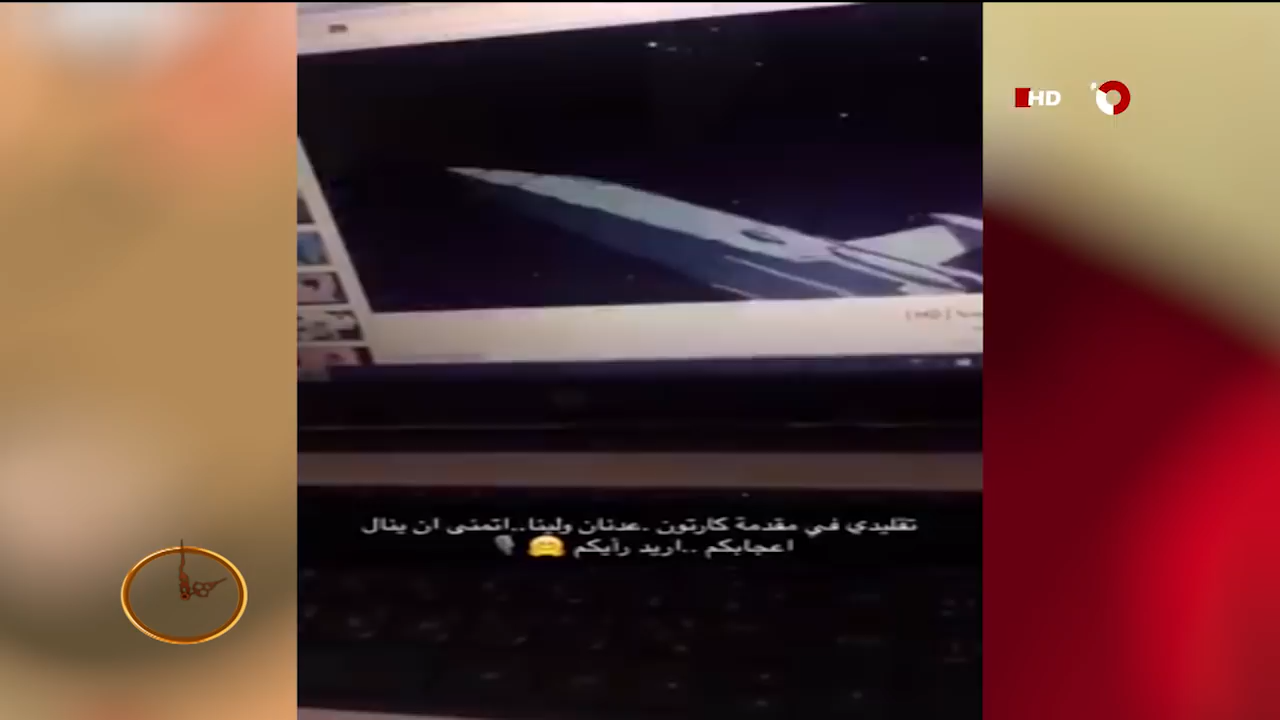 HD
تقليدي في مقدمة كارتون .عدنان ولينا..اتمنى ان ينال
اعجابكم ..اريد رأيكم 🤗🎙